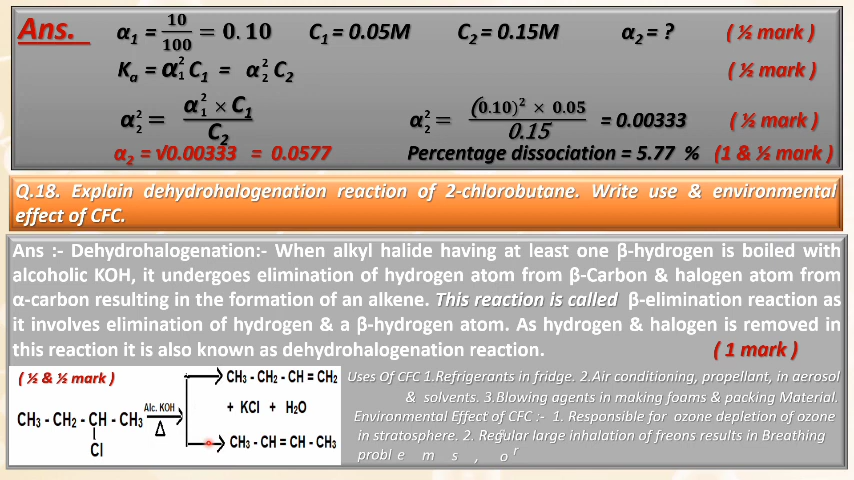 Ans. α₁ = 10/100 = 0.10 C₁ = 0.05M C₂ = 0.15M α₂ = ? ( ½ mark )
Kₐ = α₁² C₁ = α₂² C₂ ( ½ mark )
α₂² = α₁² × C₁ / C₂ α₂² = (0.10)² × 0.05 / 0.15 = 0.00333 ( ½ mark )
α₂ = √0.00333 = 0.0577 Percentage dissociation = 5.77 % (1 & ½ mark )
Q.18. Explain dehydrohalogenation reaction of 2-chlorobutane. Write use & environmental
effect of CFC.
Ans :- Dehydrohalogenation:- When alkyl halide having at least one β-hydrogen is boiled with
alcoholic KOH, it undergoes elimination of hydrogen atom from β-Carbon & halogen atom from
α-carbon resulting in the formation of an alkene. This reaction is called β-elimination reaction as
it involves elimination of hydrogen & a β-hydrogen atom. As hydrogen & halogen is removed in
this reaction it is also known as dehydrohalogenation reaction. ( 1 mark )
( ½ & ½ mark )
CH₃ - CH₂ - CH = CH₂
+ KCl + H₂O
CH₃ - CH₂ - CH - CH₃ Alc. KOH
Δ
Cl
CH₃ - CH = CH - CH₃
Uses Of CFC 1.Refrigerants in fridge. 2.Air conditioning, propellant, in aerosol
& solvents. 3.Blowing agents in making foams & packing Material.
Environmental Effect of CFC :- 1. Responsible for ozone depletion of ozone
in stratosphere. 2. Regular large inhalation of freons results in Breathing
problems, or